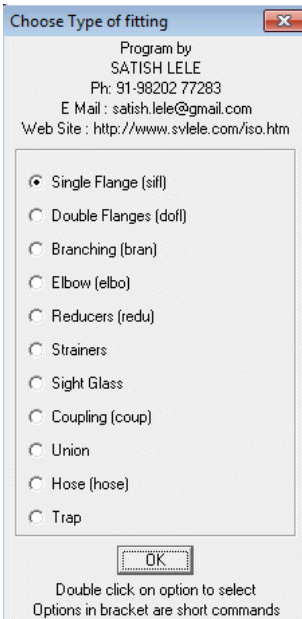 Choose Type of fitting
Program by
SATISH LELE
Ph: 91-98202 77283
E Mail : satish.lele@gmail.com
Web Site : http://www.svlele.com/iso.htm
Single Flange (sifl)
Double Flanges (dofl)
Branching (bran)
Elbow (elbo)
Reducers (redu)
Strainers
Sight Glass
Coupling (coup)
Union
Hose (hose)
Trap
OK
Double click on option to select
Options in bracket are short commands